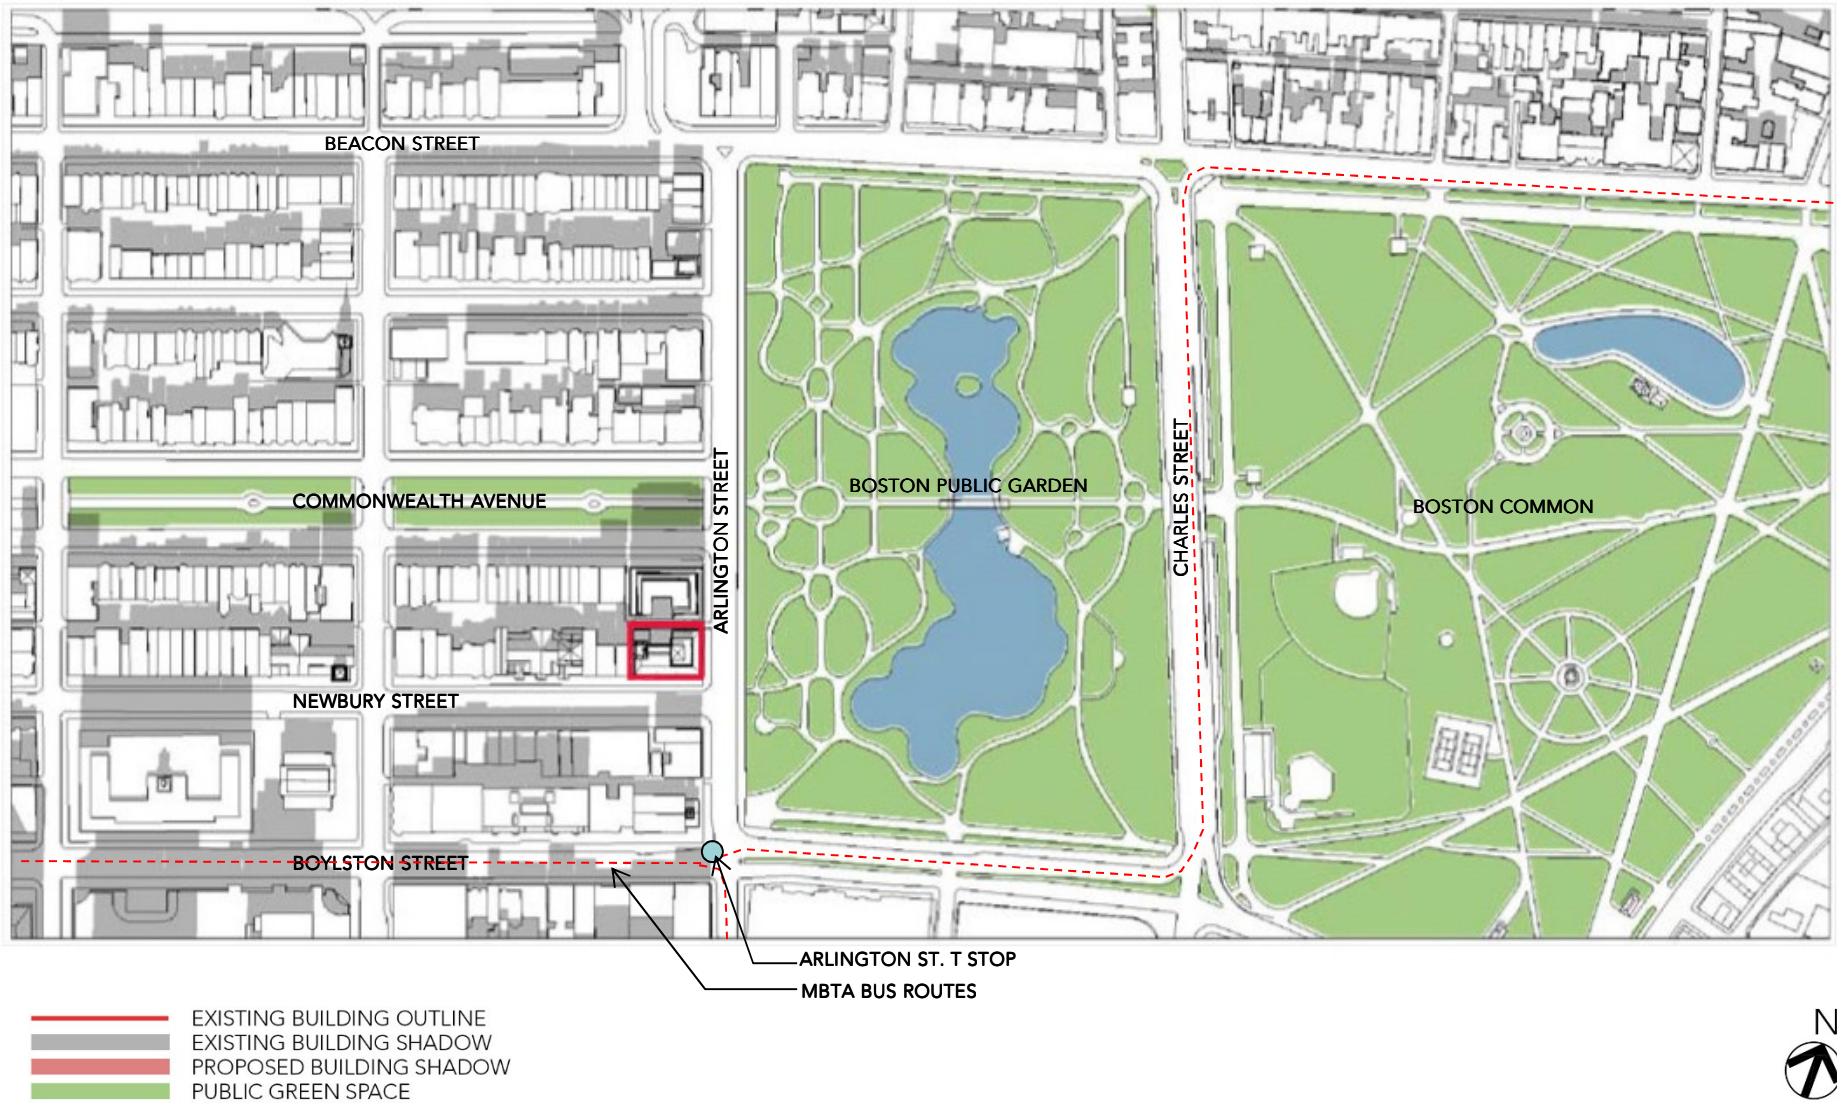 BEACON STREET
COMMONWEALTH AVENUE
ARLINGTON STREET
BOSTON PUBLIC GARDEN
CHARLES STREET
BOSTON COMMON
NEWBURY STREET
BOYLSTON STREET
ARLINGTON ST. T STOP
MBTA BUS ROUTES
EXISTING BUILDING OUTLINE
EXISTING BUILDING SHADOW
PROPOSED BUILDING SHADOW
PUBLIC GREEN SPACE
N